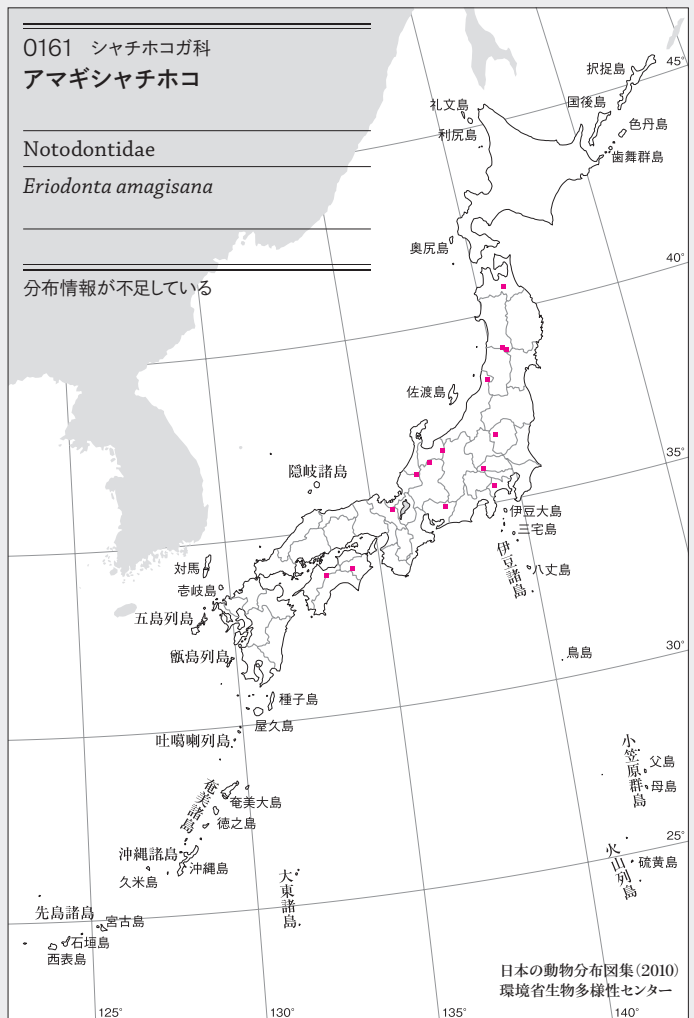 0161 シャチホコガ科
アマギシャチホコ
Notodontidae
Eriodonta amagisana
分布情報が不足している
45°
択捉島
国後島
礼文島
色丹島
利尻島
歯舞群島
奥尻島
40°
佐渡島
35°
隠岐諸島
伊豆大島
三宅島
伊豆諸島
八丈島
対馬
壱岐島
五島列島
甑島列島
鳥島
30°
種子島
屋久島
吐噶喇列島
小笠原群島
父島
母島
奄美諸島
奄美大島
徳之島
25°
沖縄諸島
沖縄島
久米島
火山列島
硫黄島
大東諸島
先島諸島
宮古島
石垣島
西表島
日本の動物分布図集(2010)
環境省生物多様性センター
125°
130°
135°
140°